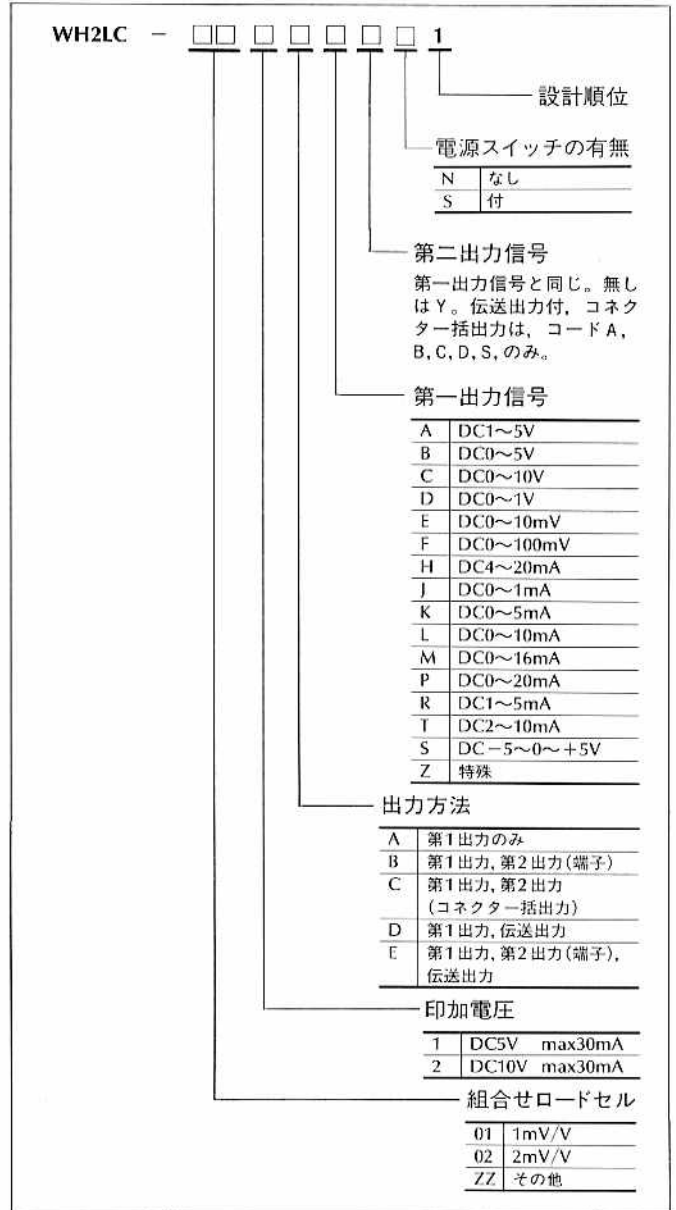 WH2LC － □□ □ □ □ □ □ 1
設計順位
電源スイッチの有無
N なし
S 付
第二出力信号
第一出力信号と同じ。無し
はY。伝送出力付，コネク
ター括出力は，コードA，
B,C,D,S,のみ。
第一出力信号
A DC1～5V
B DC0～5V
C DC0～10V
D DC0～1V
E DC0～10mV
F DC0～100mV
H DC4～20mA
J DC0～1mA
K DC0～5mA
L DC0～10mA
M DC0～16mA
P DC0～20mA
R DC1～5mA
T DC2～10mA
S DC－5～0～＋5V
Z 特殊
出力方法
A 第1出力のみ
B 第1出力,第2出力(端子)
C 第1出力,第2出力
(コネクター括出力)
D 第1出力,伝送出力
E 第1出力,第2出力(端子),
伝送出力
印加電圧
1 DC5V max30mA
2 DC10V max30mA
組合せロードセル
01 1mV/V
02 2mV/V
ZZ その他